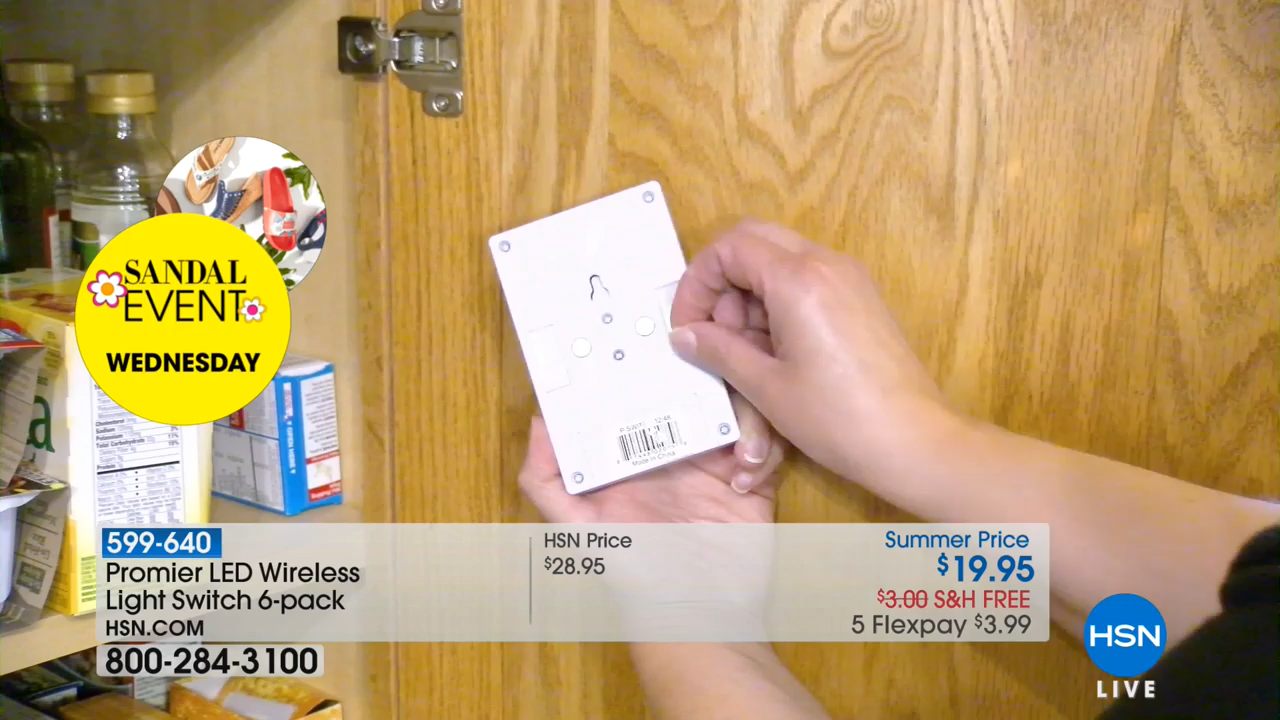 SANDAL
EVENT
WEDNESDAY
Made in China
599-640
Promier LED Wireless
Light Switch 6-pack
HSN.COM
800-284-3100
HSN Price
$28.95
Summer Price
$19.95
$3.00 S&H FREE
5 Flexpay $3.99
HSN
LIVE